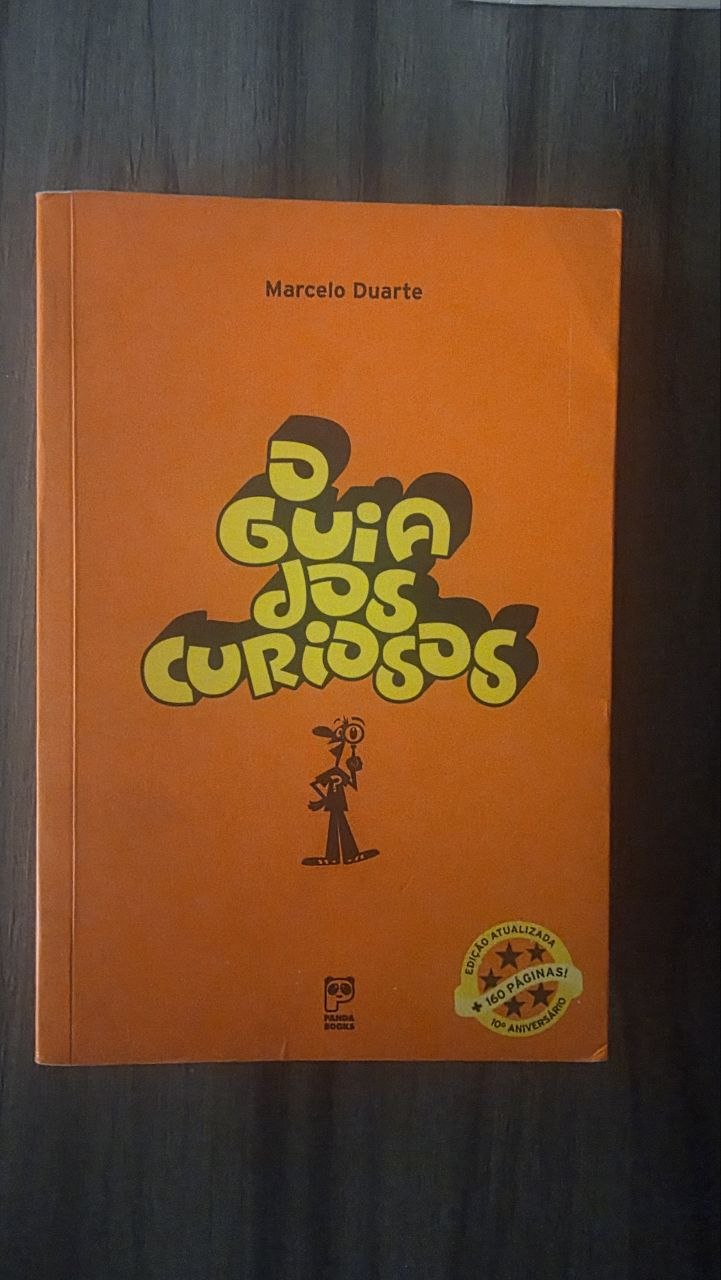 Marcelo Duarte
O
GUiA
dOS
CURiOSOS
?
PANDA
BOOKS
EDIÇÃO ATUALIZADA
+ 160 PÁGINAS!
10º ANIVERSÁRIO